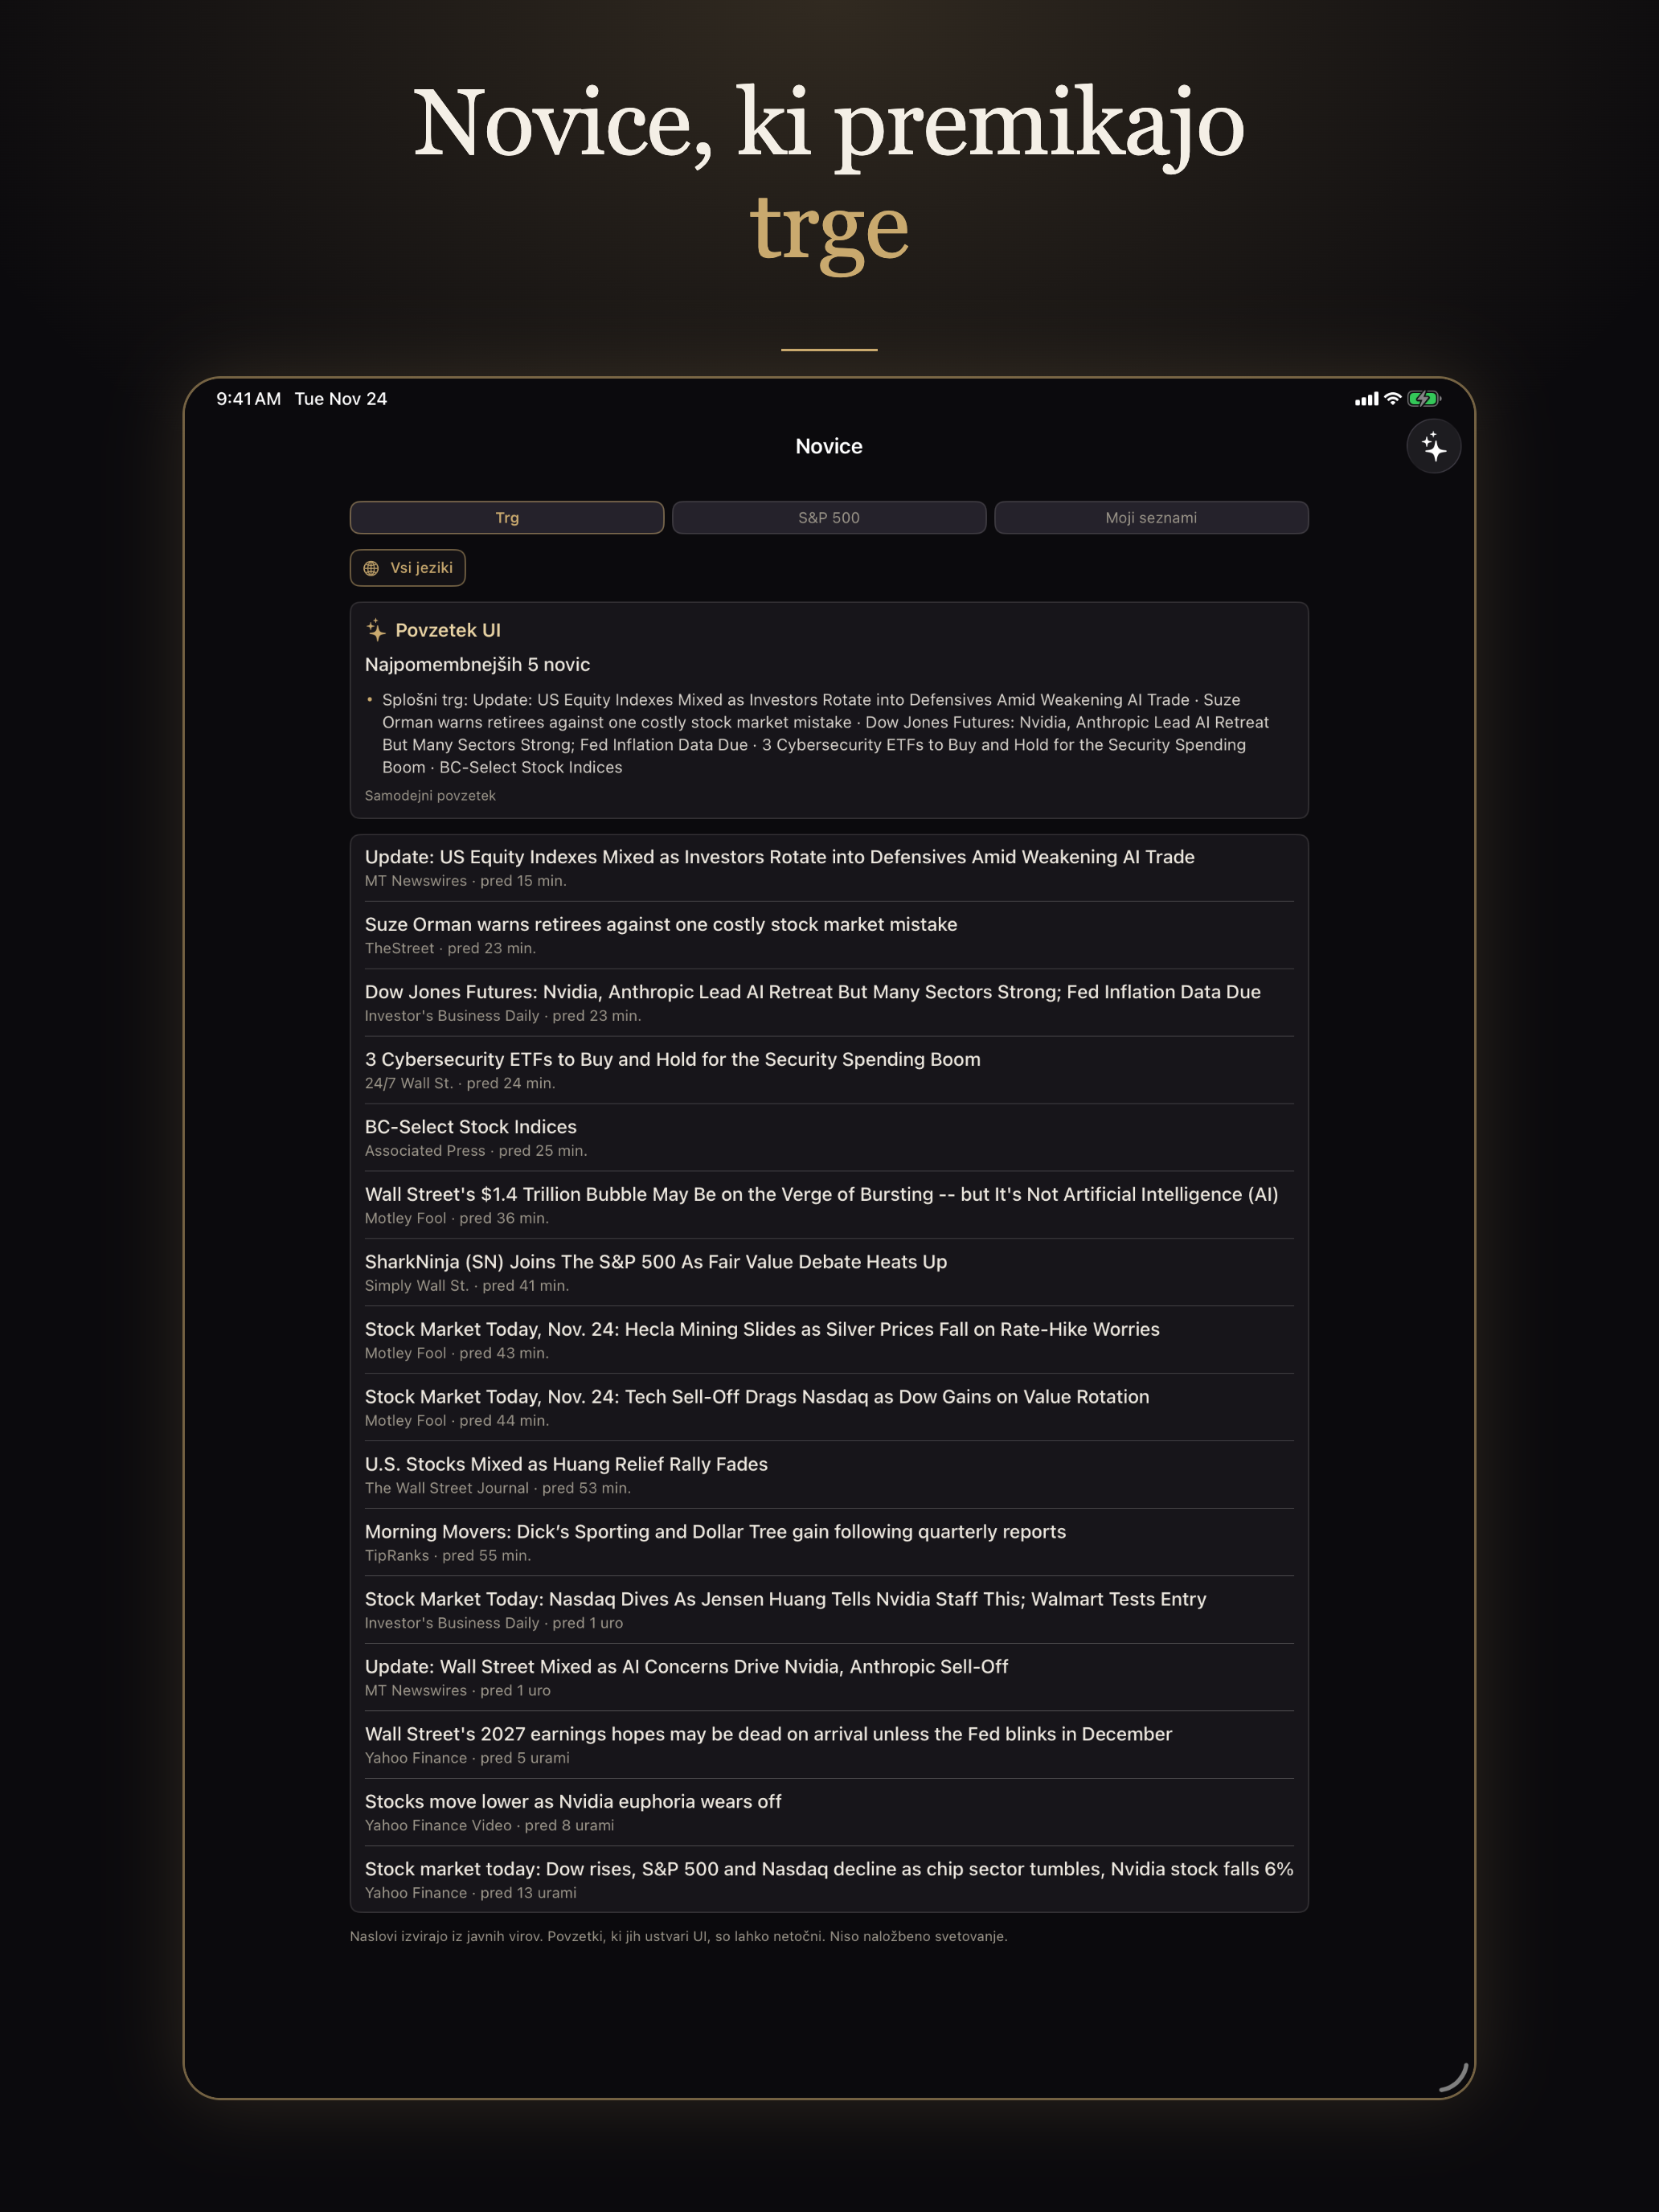 Novice, ki premikajo
trge
9:41 AM Tue Nov 24
Novice
Trg
S&P 500
Moji seznami
Vsi jeziki
Povzetek UI
Najpomembnejših 5 novic
• Splošni trg: Update: US Equity Indexes Mixed as Investors Rotate into Defensives Amid Weakening AI Trade · Suze
Orman warns retirees against one costly stock market mistake · Dow Jones Futures: Nvidia, Anthropic Lead AI Retreat
But Many Sectors Strong; Fed Inflation Data Due · 3 Cybersecurity ETFs to Buy and Hold for the Security Spending
Boom · BC-Select Stock Indices
Samodejni povzetek
Update: US Equity Indexes Mixed as Investors Rotate into Defensives Amid Weakening AI Trade
MT Newswires · pred 15 min.
Suze Orman warns retirees against one costly stock market mistake
TheStreet · pred 23 min.
Dow Jones Futures: Nvidia, Anthropic Lead AI Retreat But Many Sectors Strong; Fed Inflation Data Due
Investor's Business Daily · pred 23 min.
3 Cybersecurity ETFs to Buy and Hold for the Security Spending Boom
24/7 Wall St. · pred 24 min.
BC-Select Stock Indices
Associated Press · pred 25 min.
Wall Street's $1.4 Trillion Bubble May Be on the Verge of Bursting -- but It's Not Artificial Intelligence (AI)
Motley Fool · pred 36 min.
SharkNinja (SN) Joins The S&P 500 As Fair Value Debate Heats Up
Simply Wall St. · pred 41 min.
Stock Market Today, Nov. 24: Hecla Mining Slides as Silver Prices Fall on Rate-Hike Worries
Motley Fool · pred 43 min.
Stock Market Today, Nov. 24: Tech Sell-Off Drags Nasdaq as Dow Gains on Value Rotation
Motley Fool · pred 44 min.
U.S. Stocks Mixed as Huang Relief Rally Fades
The Wall Street Journal · pred 53 min.
Morning Movers: Dick’s Sporting and Dollar Tree gain following quarterly reports
TipRanks · pred 55 min.
Stock Market Today: Nasdaq Dives As Jensen Huang Tells Nvidia Staff This; Walmart Tests Entry
Investor's Business Daily · pred 1 uro
Update: Wall Street Mixed as AI Concerns Drive Nvidia, Anthropic Sell-Off
MT Newswires · pred 1 uro
Wall Street's 2027 earnings hopes may be dead on arrival unless the Fed blinks in December
Yahoo Finance · pred 5 urami
Stocks move lower as Nvidia euphoria wears off
Yahoo Finance Video · pred 8 urami
Stock market today: Dow rises, S&P 500 and Nasdaq decline as chip sector tumbles, Nvidia stock falls 6%
Yahoo Finance · pred 13 urami
Naslovi izvirajo iz javnih virov. Povzetki, ki jih ustvari UI, so lahko netočni. Niso naložbeno svetovanje.